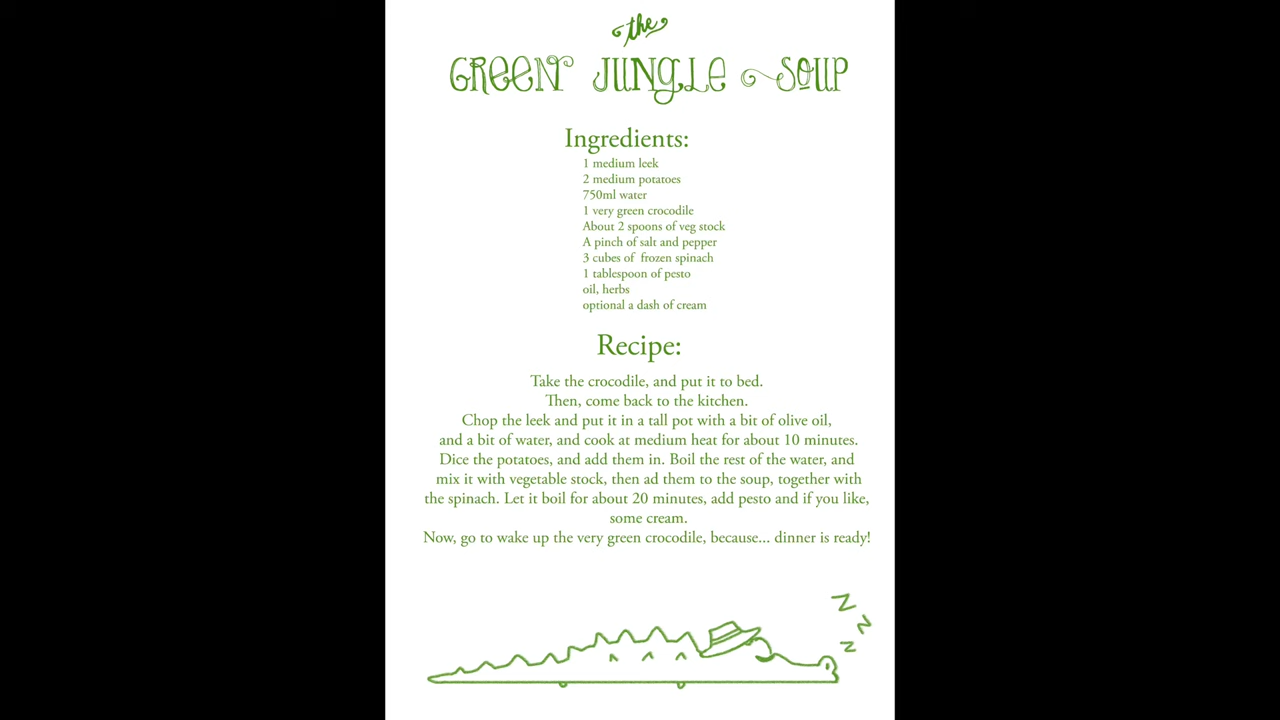 the
GREEN JUNGLE SOUP
Ingredients:
1 medium leek
2 medium potatoes
750ml water
1 very green crocodile
About 2 spoons of veg stock
A pinch of salt and pepper
3 cubes of frozen spinach
1 tablespoon of pesto
oil, herbs
optional a dash of cream
Recipe:
Take the crocodile, and put it to bed.
Then, come back to the kitchen.
Chop the leek and put it in a tall pot with a bit of olive oil,
and a bit of water, and cook at medium heat for about 10 minutes.
Dice the potatoes, and add them in. Boil the rest of the water, and
mix it with vegetable stock, then ad them to the soup, together with
the spinach. Let it boil for about 20 minutes, add pesto and if you like,
some cream.
Now, go to wake up the very green crocodile, because... dinner is ready!
Z
Z
Z